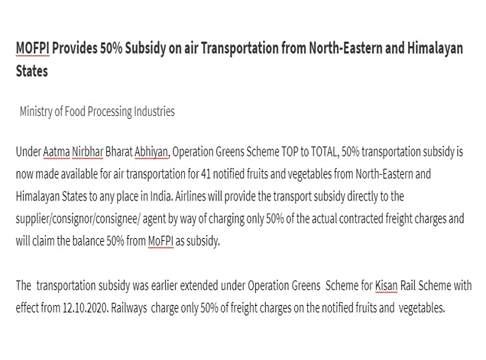 MOFPI Provides 50% Subsidy on air Transportation from North-Eastern and Himalayan
States
Ministry of Food Processing Industries
Under Aatma Nirbhar Bharat Abhiyan, Operation Greens Scheme TOP to TOTAL, 50% transportation subsidy is
now made available for air transportation for 41 notified fruits and vegetables from North-Eastern and
Himalayan States to any place in India. Airlines will provide the transport subsidy directly to the
supplier/consignor/consignee/ agent by way of charging only 50% of the actual contracted freight charges and
will claim the balance 50% from MoFPI as subsidy.
The transportation subsidy was earlier extended under Operation Greens Scheme for Kisan Rail Scheme with
effect from 12.10.2020. Railways charge only 50% of freight charges on the notified fruits and vegetables.